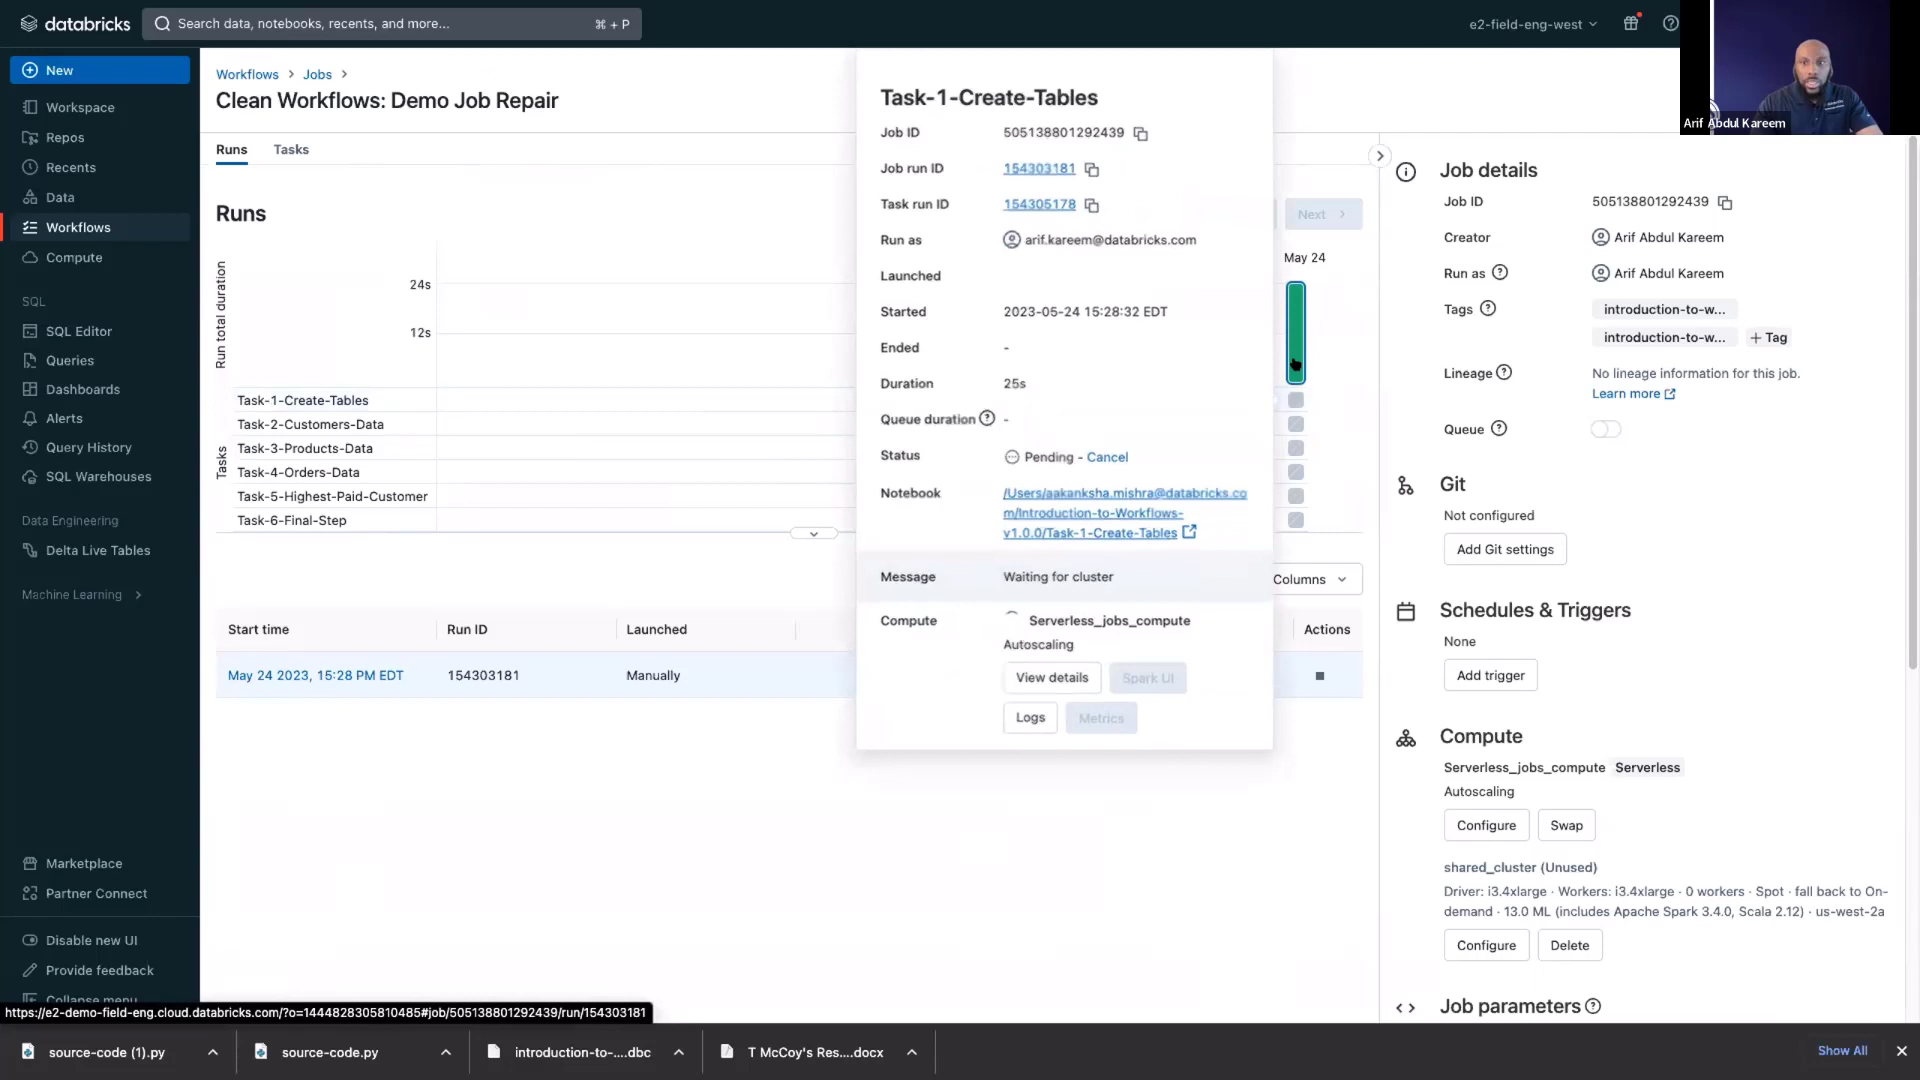 databricks
Search data, notebooks, recents, and more...
⌘ + P
e2-field-eng-west
Arif Abdul Kareem
New
Workspace
Repos
Recents
Data
Workflows
Compute
SQL
SQL Editor
Queries
Dashboards
Alerts
Query History
SQL Warehouses
Data Engineering
Delta Live Tables
Machine Learning
Marketplace
Partner Connect
Disable new UI
Provide feedback
Collapse menu
Workflows > Jobs >
Clean Workflows: Demo Job Repair
Runs
Tasks
Runs
Next
May 24
Run total duration
24s
12s
Tasks
Task-1-Create-Tables
Task-2-Customers-Data
Task-3-Products-Data
Task-4-Orders-Data
Task-5-Highest-Paid-Customer
Task-6-Final-Step
Columns
Start time
Run ID
Launched
Actions
May 24 2023, 15:28 PM EDT
154303181
Manually
Task-1-Create-Tables
Job ID
505138801292439
Job run ID
154303181
Task run ID
154305178
Run as
arif.kareem@databricks.com
Launched
Started
2023-05-24 15:28:32 EDT
Ended
-
Duration
25s
Queue duration
-
Status
Pending - Cancel
Notebook
/Users/aakanksha.mishra@databricks.co
m/Introduction-to-Workflows-
v1.0.0/Task-1-Create-Tables
Message
Waiting for cluster
Compute
Serverless_jobs_compute
Autoscaling
View details
Spark UI
Logs
Metrics
Job details
Job ID
505138801292439
Creator
Arif Abdul Kareem
Run as
Arif Abdul Kareem
Tags
introduction-to-w...
introduction-to-w...
+ Tag
Lineage
No lineage information for this job.
Learn more
Queue
Git
Not configured
Add Git settings
Schedules & Triggers
None
Add trigger
Compute
Serverless_jobs_compute Serverless
Autoscaling
Configure
Swap
shared_cluster (Unused)
Driver: i3.4xlarge · Workers: i3.4xlarge · 0 workers · Spot · fall back to On-
demand · 13.0 ML (includes Apache Spark 3.4.0, Scala 2.12) · us-west-2a
Configure
Delete
Job parameters
https://e2-demo-field-eng.cloud.databricks.com/?o=1444828305810485#job/505138801292439/run/154303181
source-code (1).py
source-code.py
introduction-to-....dbc
T McCoy's Res....docx
Show All